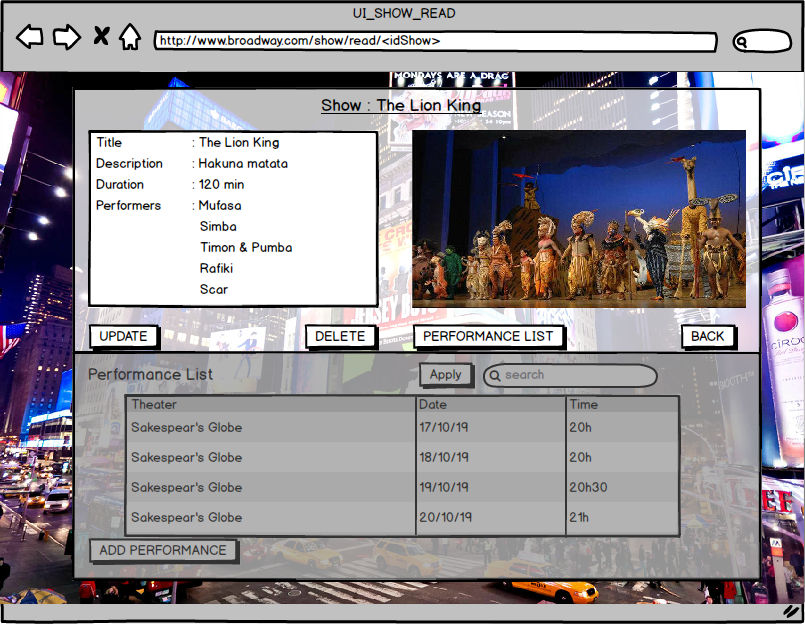 UI_SHOW_READ
http://www.broadway.com/show/read/<idShow>
MONDAYS ARE A DRAG
Show : The Lion King
Title : The Lion King
Description : Hakuna matata
Duration : 120 min
Performers : Mufasa
Simba
Timon & Pumba
Rafiki
Scar
UPDATE DELETE PERFORMANCE LIST BACK
Performance List Apply search
Theater Date Time
Sakespear's Globe 17/10/19 20h
Sakespear's Globe 18/10/19 20h
Sakespear's Globe 19/10/19 20h30
Sakespear's Globe 20/10/19 21h
ADD PERFORMANCE